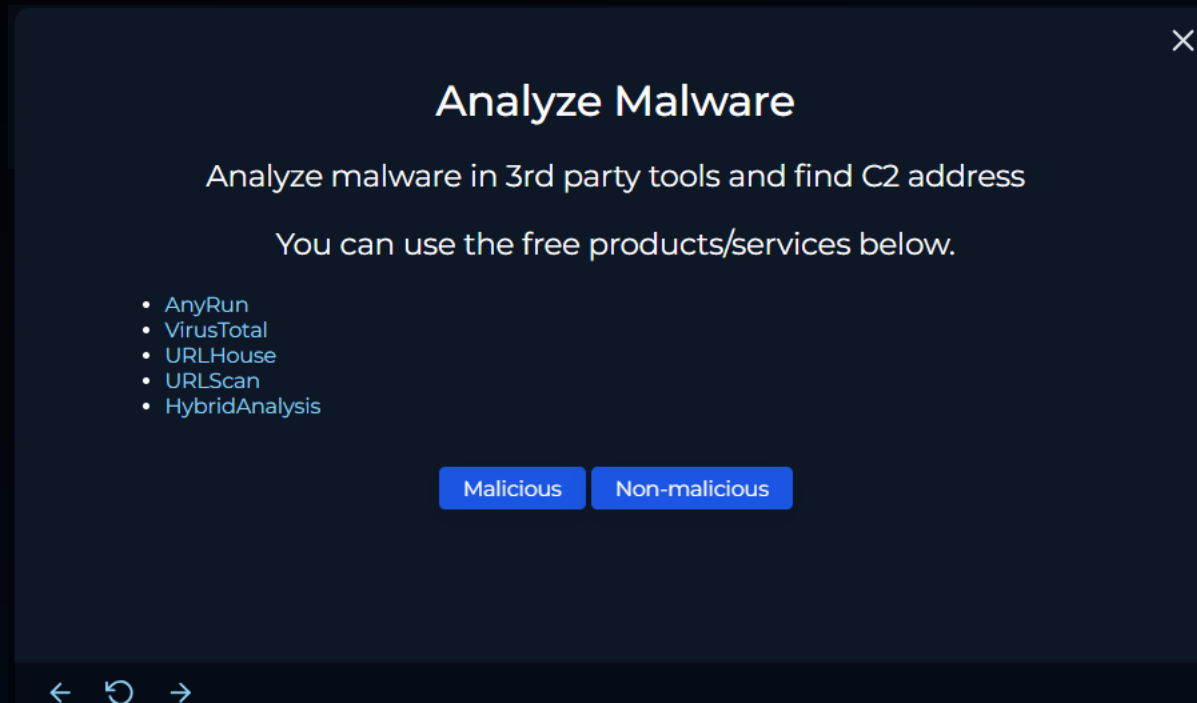 Analyze Malware
Analyze malware in 3rd party tools and find C2 address
You can use the free products/services below.
AnyRun
VirusTotal
URLHouse
URLScan
HybridAnalysis
Malicious Non-malicious